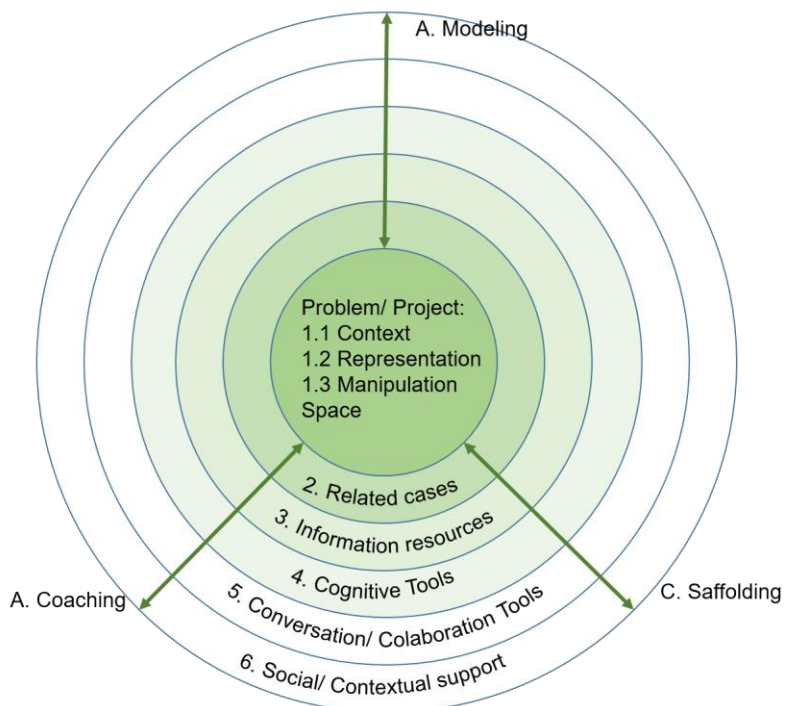 A. Modeling
Problem/ Project:
1.1 Context
1.2 Representation
1.3 Manipulation
Space
2. Related cases
3. Information resources
4. Cognitive Tools
5. Conversation/ Colaboration Tools
6. Social/ Contextual support
A. Coaching
C. Saffolding